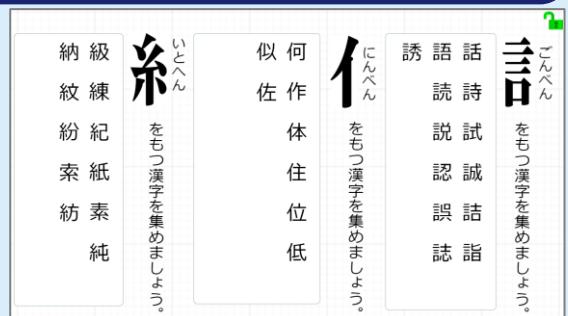 ごんべん
言をもつ漢字を集めましょう。
話詩試誠詰詣
語読説認誤誌
誘
にんべん
亻をもつ漢字を集めましょう。
何作体住位低
似佐
いとへん
糸をもつ漢字を集めましょう。
級練紀紙素純
納紋紛索紡